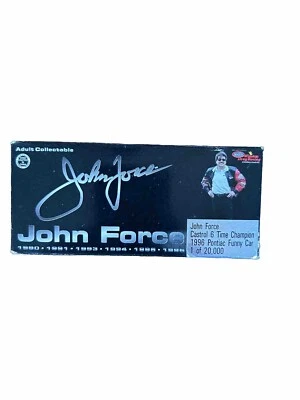 Adult Collectable
John Force
John Force
1990 • 1991 • 1993 • 1994 • 1995 • 1996
John Force
Castrol 6 Time Champion
1996 Pontiac Funny Car
1 of 20,000